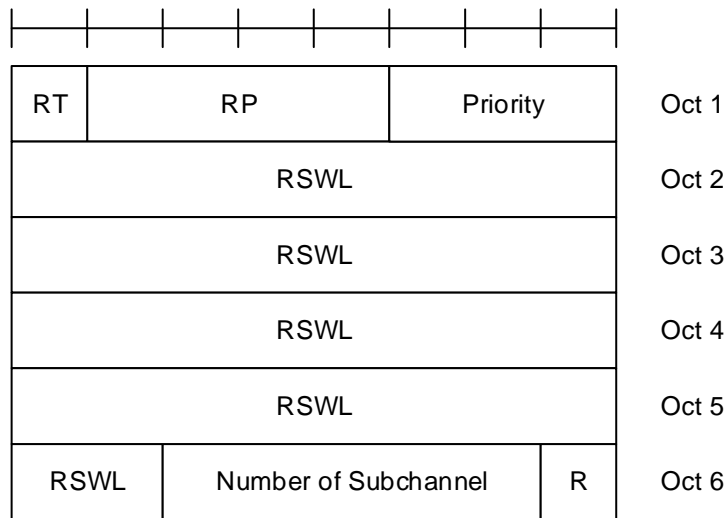 RT RP Priority Oct 1
RSWL Oct 2
RSWL Oct 3
RSWL Oct 4
RSWL Oct 5
RSWL Number of Subchannel R Oct 6